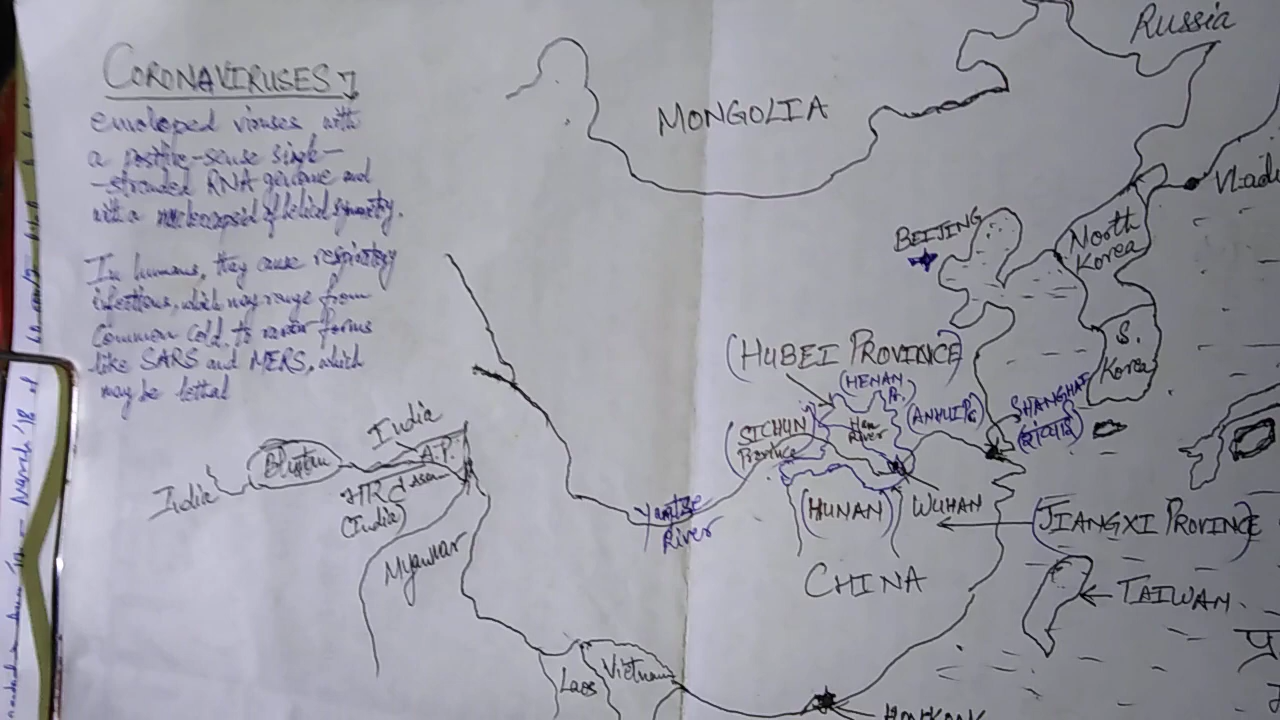 CORONAVIRUSES
enveloped viruses with
a positive-sense single-
-stranded RNA genome and
with a nucleocapsid of helical symmetry.
In humans, they cause respiratory
infections, which may range from
Common cold, to rarer forms
like SARS and MERS, which
may be lethal
Russia
MONGOLIA
Vladi
North
Korea
BEIJING
S.
Korea
(HUBEI PROVINCE)
(HENAN
P.)
(ANHUI P.)
SHANGHAI
(शंघाई)
(SICHUN
Province
Han
River
WUHAN
(HUNAN)
(JIANGXI PROVINCE)
Yangtze
River
CHINA
TAIWAN.
India
A.P.
Bhutan
India
& Assam
(India)
Myanmar
Laos
Vietnam
HONKONK
प्र